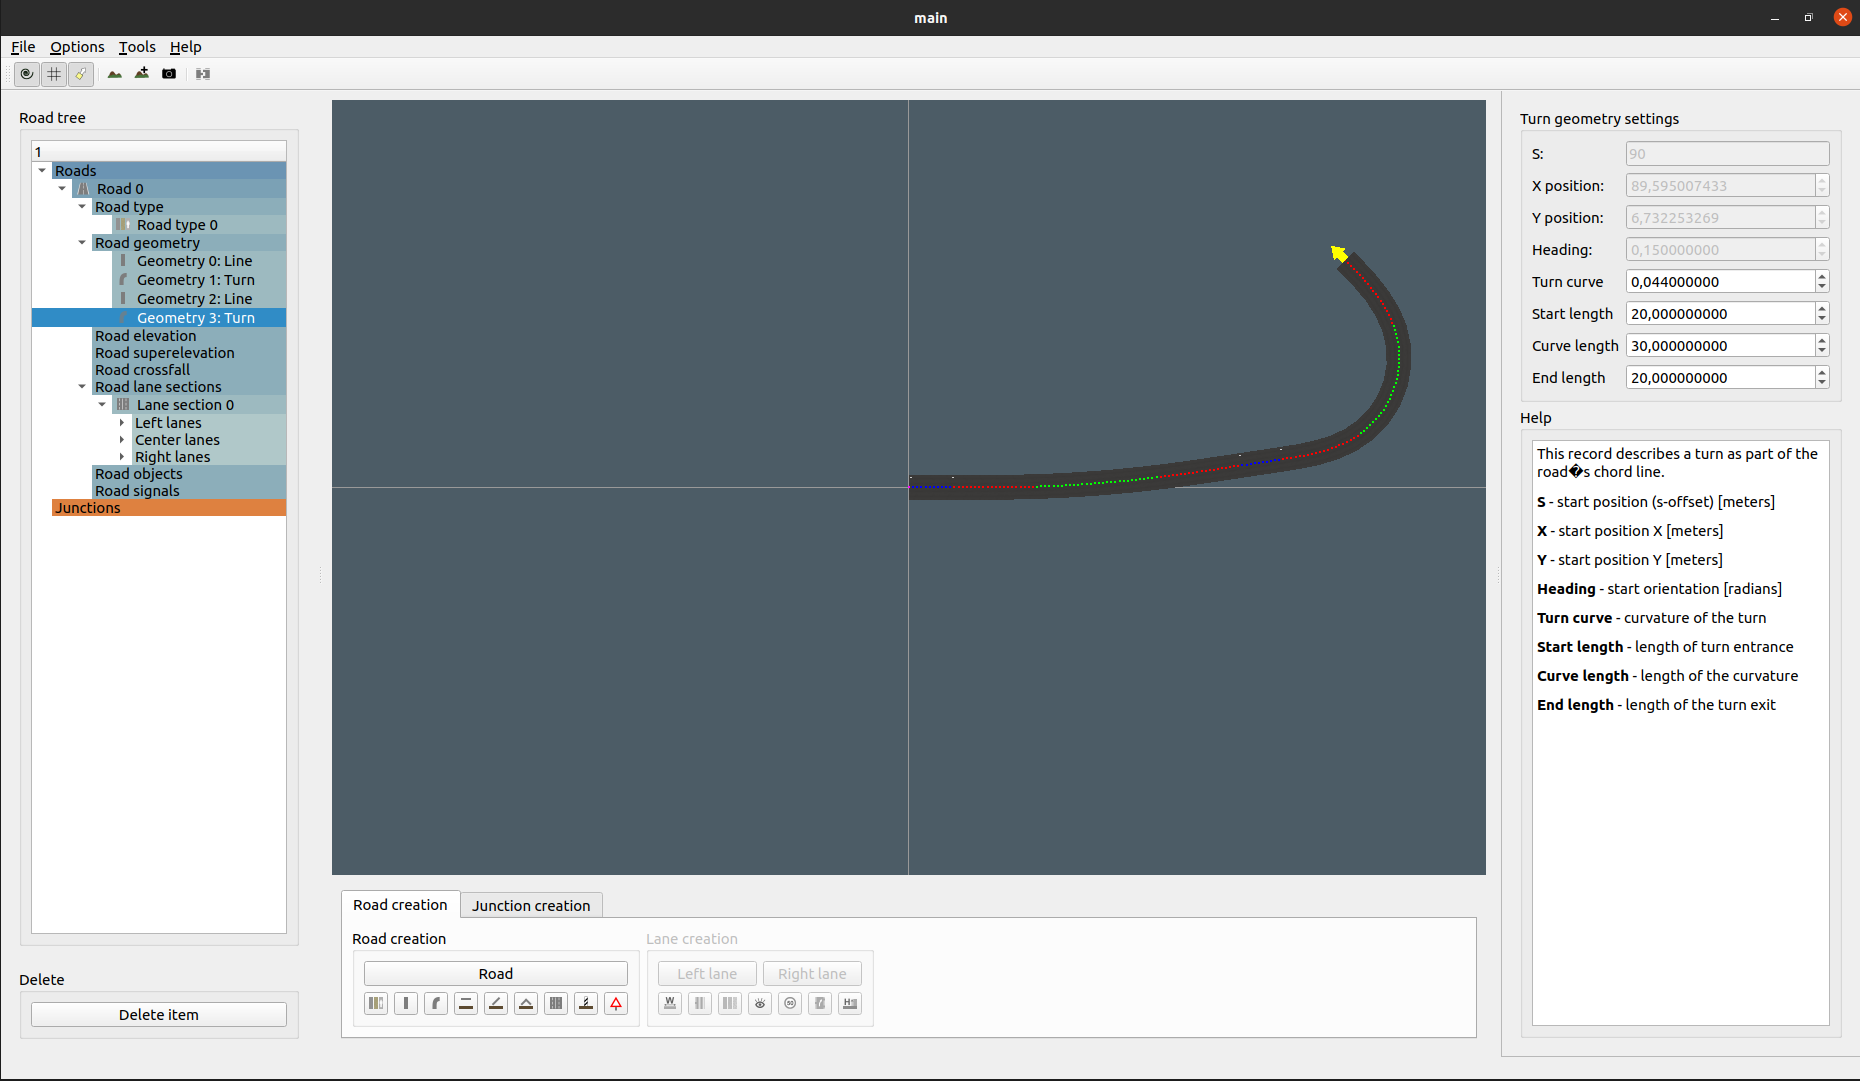 main
File Options Tools Help
Road tree
1
Roads
Road 0
Road type
Road type 0
Road geometry
Geometry 0: Line
Geometry 1: Turn
Geometry 2: Line
Geometry 3: Turn
Road elevation
Road superelevation
Road crossfall
Road lane sections
Lane section 0
Left lanes
Center lanes
Right lanes
Road objects
Road signals
Junctions
Delete
Delete item
Road creation
Junction creation
Road creation
Lane creation
Road
Left lane
Right lane
W
50
H
Turn geometry settings
S: 90
X position: 89,595007433
Y position: 6,732253269
Heading: 0,150000000
Turn curve 0,044000000
Start length 20,000000000
Curve length 30,000000000
End length 20,000000000
Help
This record describes a turn as part of the
road�s chord line.
S - start position (s-offset) [meters]
X - start position X [meters]
Y - start position Y [meters]
Heading - start orientation [radians]
Turn curve - curvature of the turn
Start length - length of turn entrance
Curve length - length of the curvature
End length - length of the turn exit